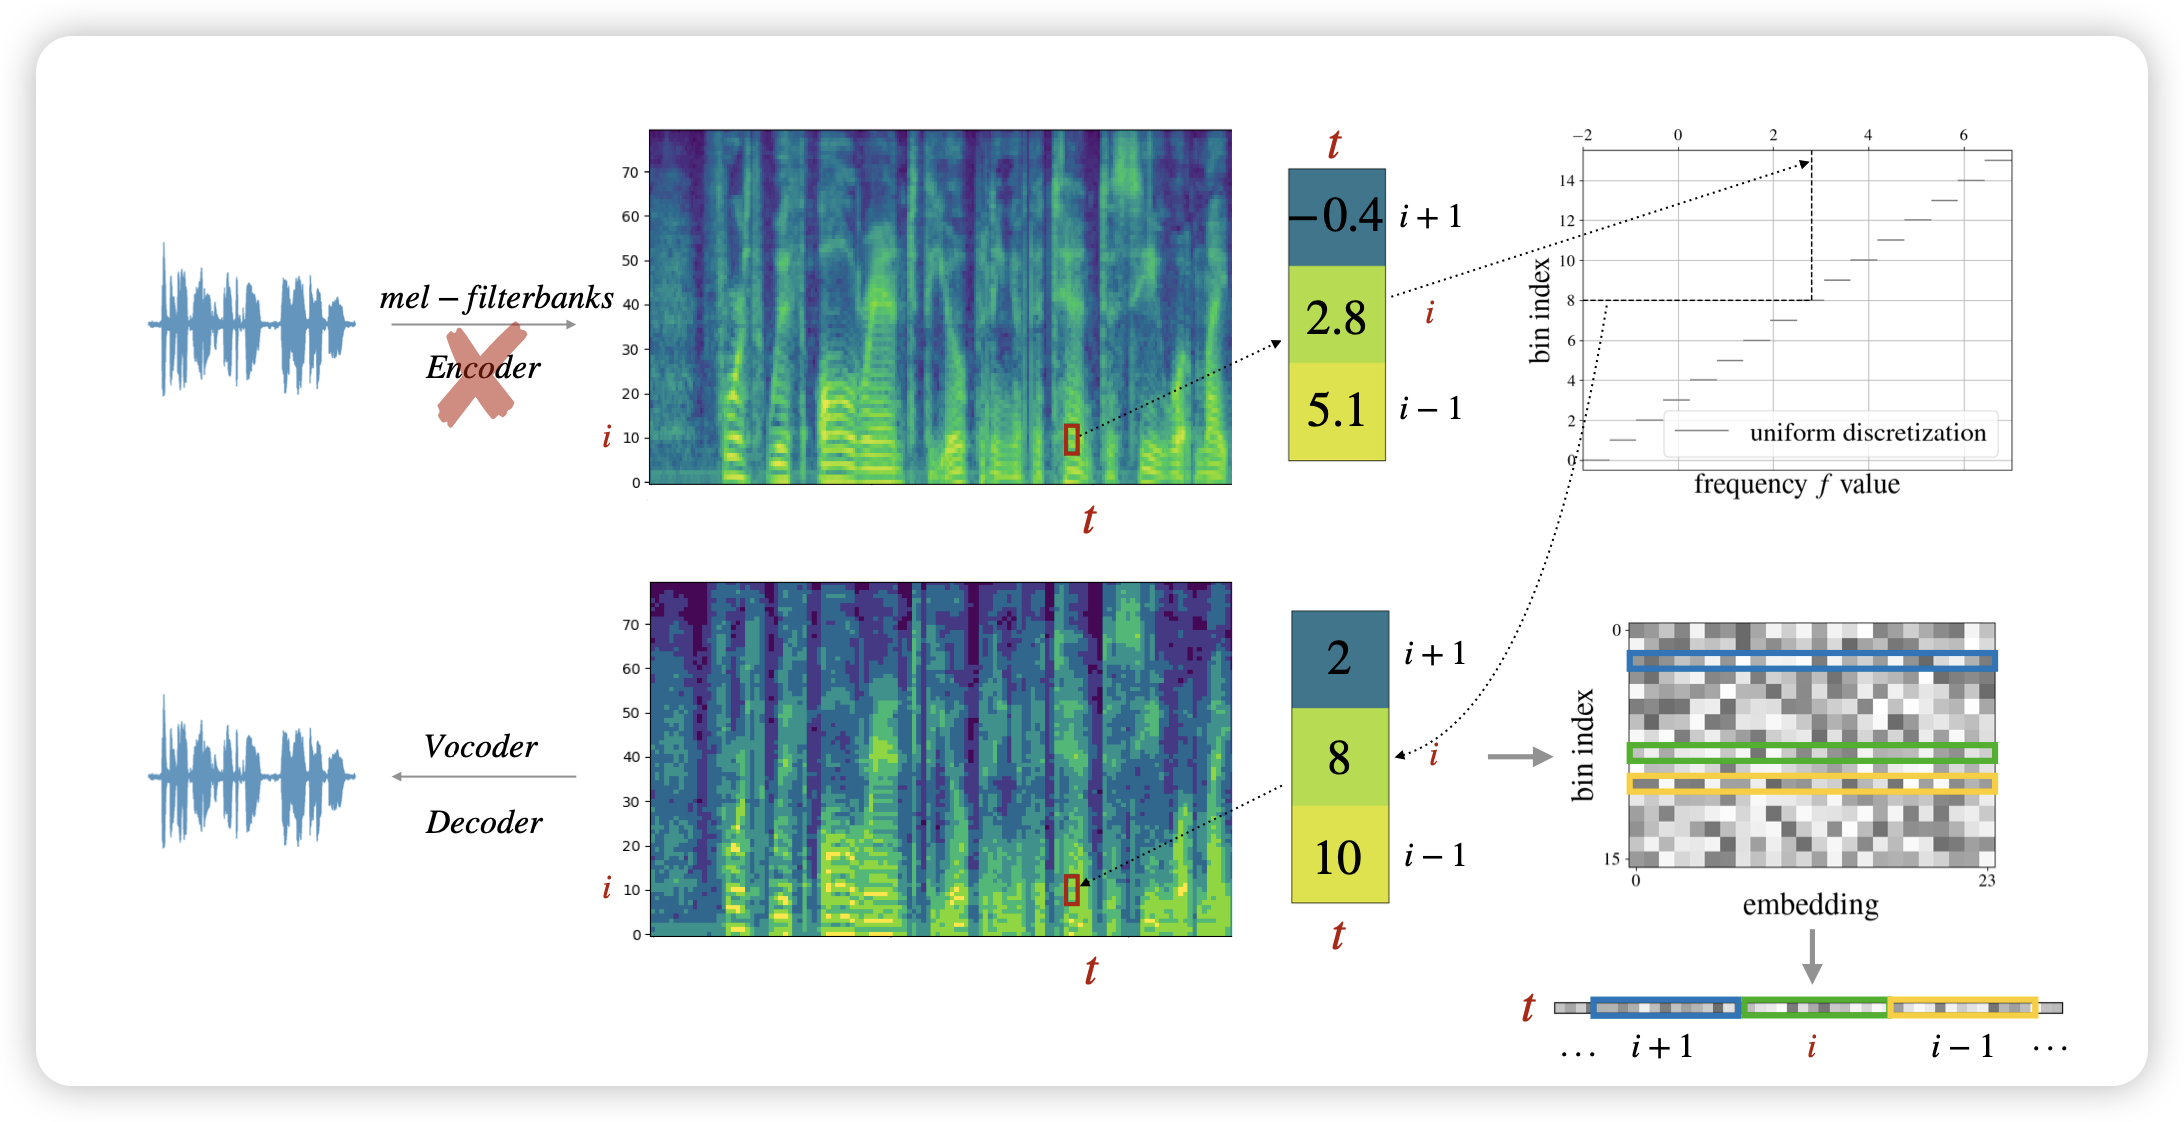 mel − filterbanks
Encoder
70
60
50
40
30
20
10
0
i
t
t
−0.4 i + 1
2.8 i
5.1 i − 1
−2 0 2 4 6
14
12
10
8
6
4
2
0
bin index
uniform discretization
frequency f value
Vocoder
Decoder
70
60
50
40
30
20
10
0
i
t
2 i + 1
8 i
10 i − 1
t
0
15
bin index
0 23
embedding
t
... i + 1 i i − 1 ...